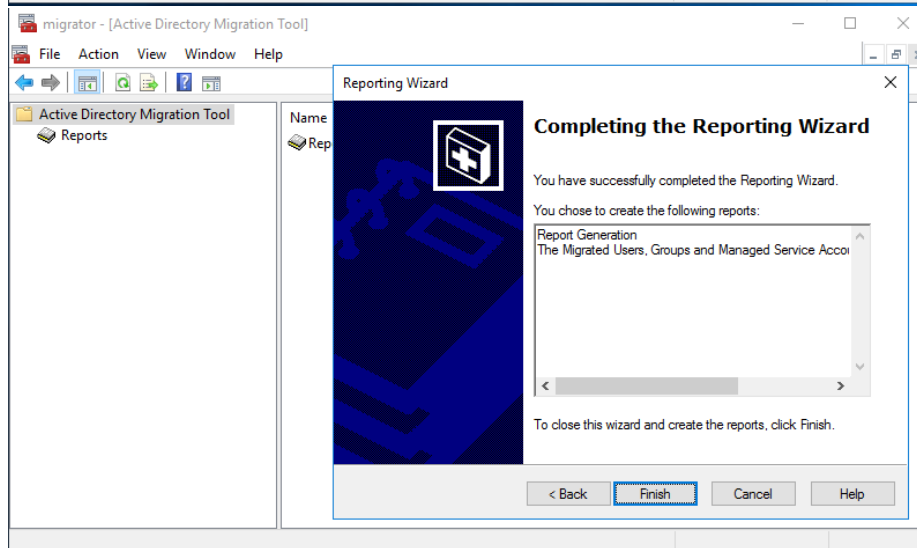 migrator - [Active Directory Migration Tool]
File Action View Window Help
Active Directory Migration Tool
Reports
Name
Rep
Reporting Wizard
Completing the Reporting Wizard
You have successfully completed the Reporting Wizard.
You chose to create the following reports:
Report Generation
The Migrated Users, Groups and Managed Service Accou
To close this wizard and create the reports, click Finish.
< Back Finish Cancel Help